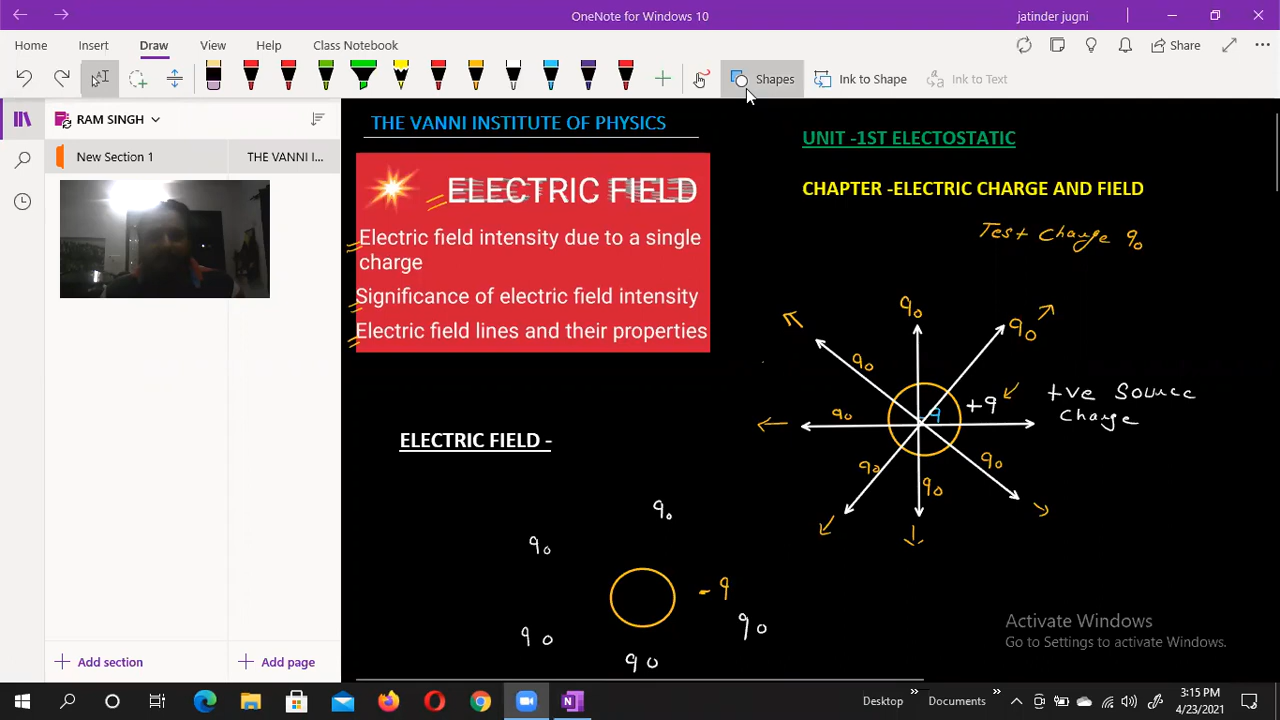 OneNote for Windows 10
jatinder jugni
Home
Insert
Draw
View
Help
Class Notebook
Share
Shapes
Ink to Shape
Ink to Text
RAM SINGH
New Section 1
THE VANNI I...
THE VANNI INSTITUTE OF PHYSICS
UNIT -1ST ELECTOSTATIC
ELECTRIC FIELD
Electric field intensity due to a single
charge
Significance of electric field intensity
Electric field lines and their properties
CHAPTER -ELECTRIC CHARGE AND FIELD
Test Charge q0
q0
q0
q0
q0
q
+q
+ve Source
Charge
q0
q0
q0
ELECTRIC FIELD -
q0
q0
- q
q0
q0
q0
Activate Windows
Go to Settings to activate Windows.
Add section
Add page
Desktop
Documents
3:15 PM
4/23/2021